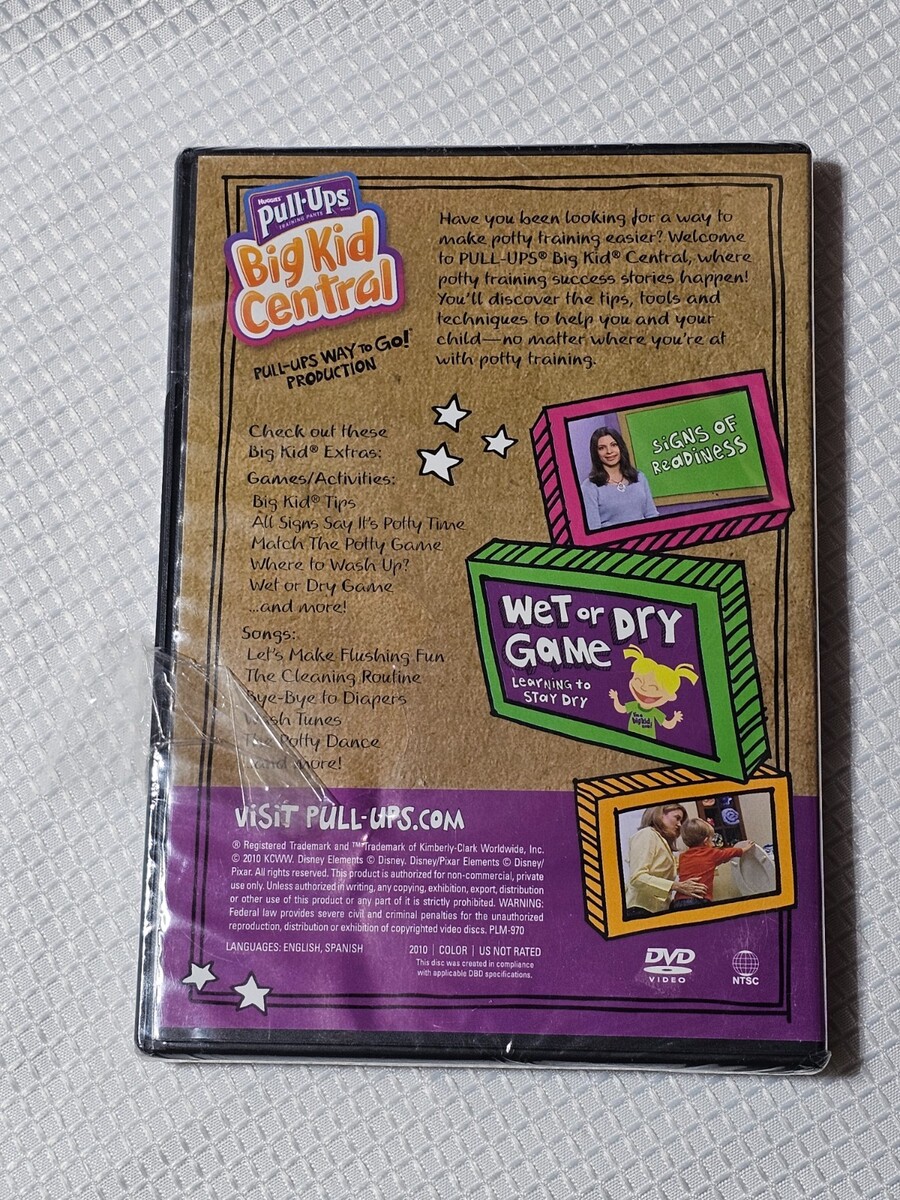 HUGGIES
Pull-Ups
TRAINING PANTS
Big Kid
Central
PULL-UPS WAY to Go!®
PRODUCTION
Have you been looking for a way to
make potty training easier? Welcome
to PULL-UPS® Big Kid® Central, where
potty training success stories happen!
You'll discover the tips, tools and
techniques to help you and your
child—no matter where you're at
with potty training.
Check out these
Big Kid® Extras:
Games/Activities:
Big Kid® Tips
All Signs Say It's Potty Time
Match The Potty Game
Where to Wash Up?
Wet or Dry Game
...and more!
Songs:
Let's Make Flushing Fun
The Cleaning Routine
Bye-Bye to Diapers
Wash Tunes
The Potty Dance
...and more!
SiGNS OF
ReaDiNESS
WeT or DRY
Game
Learning to
STAY DRY
I'm a
big kid
now!
ViSiT PULL-UPS.COM
® Registered Trademark and ™ Trademark of Kimberly-Clark Worldwide, Inc.
© 2010 KCWW. Disney Elements © Disney. Disney/Pixar Elements © Disney/
Pixar. All rights reserved. This product is authorized for non-commercial, private
use only. Unless authorized in writing, any copying, exhibition, export, distribution
or other use of this product or any part of it is strictly prohibited. WARNING:
Federal law provides severe civil and criminal penalties for the unauthorized
reproduction, distribution or exhibition of copyrighted video discs. PLM-970
LANGUAGES: ENGLISH, SPANISH
2010 | COLOR | US NOT RATED
This disc was created in compliance
with applicable DBD specifications.
DVD
VIDEO
NTSC